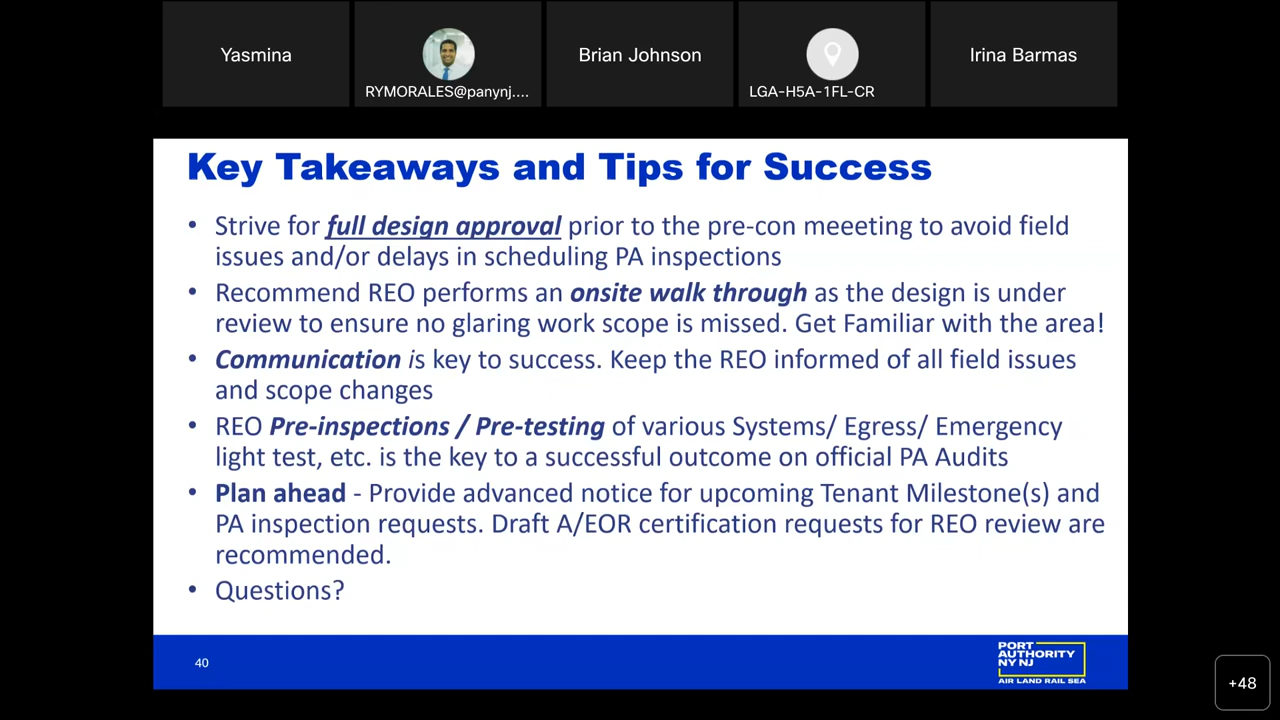 Yasmina
RYMORALES@panynj....
Brian Johnson
LGA-H5A-1FL-CR
Irina Barmas
Key Takeaways and Tips for Success
• Strive for full design approval prior to the pre-con meeeting to avoid field
issues and/or delays in scheduling PA inspections
• Recommend REO performs an onsite walk through as the design is under
review to ensure no glaring work scope is missed. Get Familiar with the area!
• Communication is key to success. Keep the REO informed of all field issues
and scope changes
• REO Pre-inspections / Pre-testing of various Systems/ Egress/ Emergency
light test, etc. is the key to a successful outcome on official PA Audits
• Plan ahead - Provide advanced notice for upcoming Tenant Milestone(s) and
PA inspection requests. Draft A/EOR certification requests for REO review are
recommended.
• Questions?
40
PORT
AUTHORITY
NY NJ
AIR LAND RAIL SEA
+48